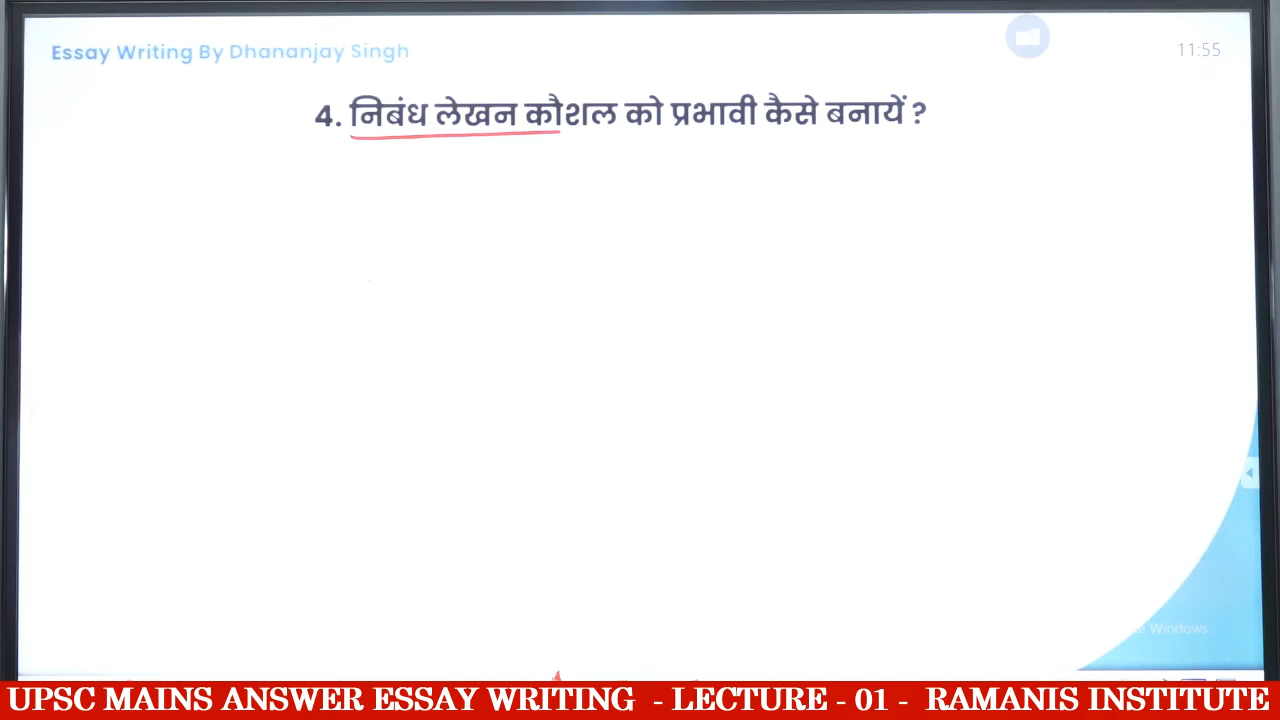 Essay Writing By Dhananjay Singh
11:55
4. निबंध लेखन कौशल को प्रभावी कैसे बनायें ?
Windows.
UPSC MAINS ANSWER ESSAY WRITING - LECTURE - 01 - RAMANIS INSTITUTE